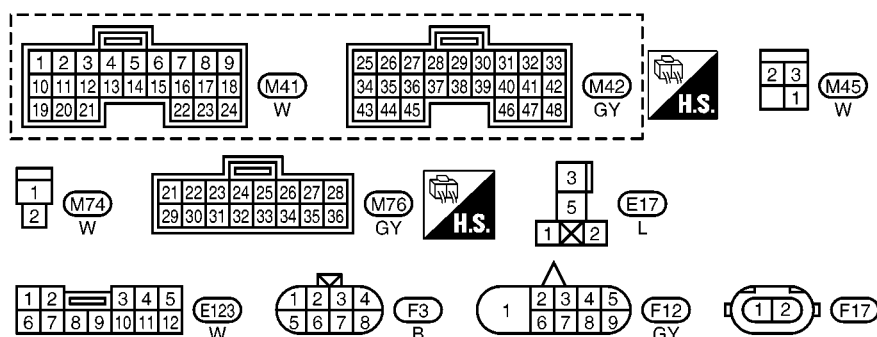 1 2 3 4 5 6 7 8 9
10 11 12 13 14 15 16 17 18
19 20 21 22 23 24
M41
W
25 26 27 28 29 30 31 32 33
34 35 36 37 38 39 40 41 42
43 44 45 46 47 48
M42
GY
H.S.
2 3
1
M45
W
1
2
M74
W
21 22 23 24 25 26 27 28
29 30 31 32 33 34 35 36
M76
GY
H.S.
3
5
1 2
E17
L
1 2 3 4 5
6 7 8 9 10 11 12
E123
W
1 2 3 4
5 6 7 8
F3
B
1
2 3 4 5
6 7 8 9
F12
GY
1 2
F17